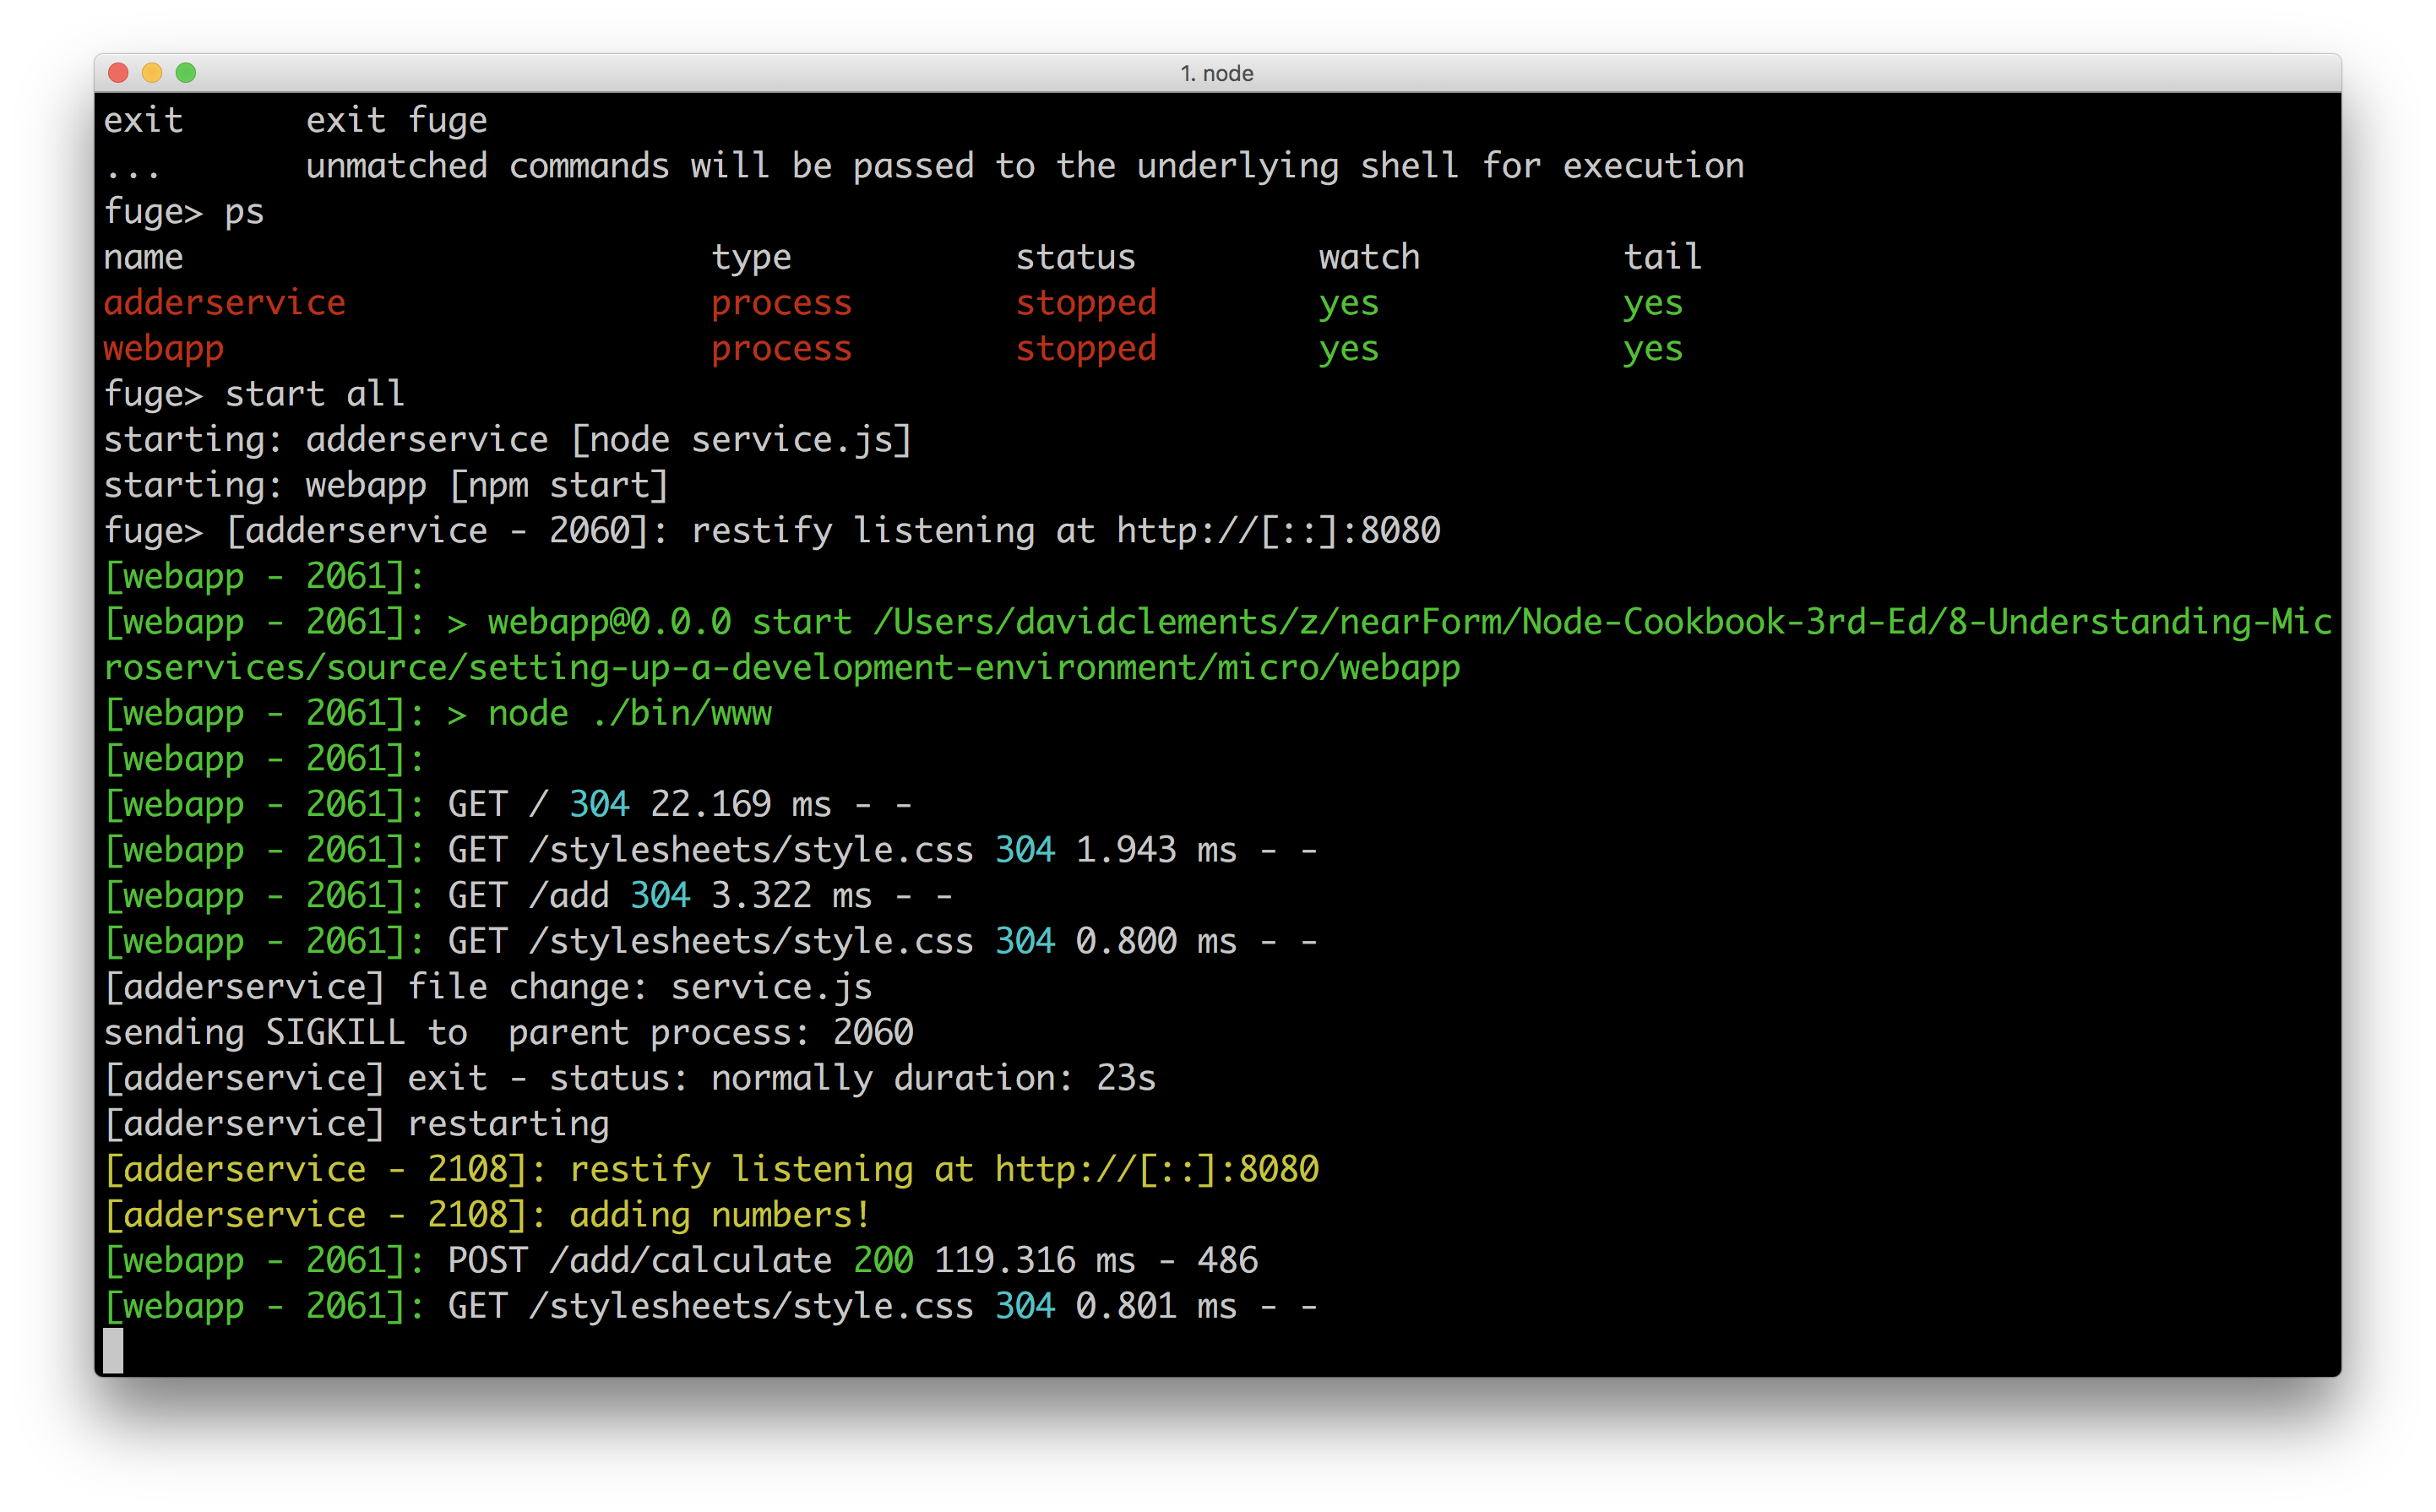 1. node
exit      exit fuge
...       unmatched commands will be passed to the underlying shell for execution
fuge> ps
name                          type           status         watch          tail
adderservice                  process        stopped        yes            yes
webapp                        process        stopped        yes            yes
fuge> start all
starting: adderservice [node service.js]
starting: webapp [npm start]
fuge> [adderservice - 2060]: restify listening at http://[::]:8080
[webapp - 2061]:
[webapp - 2061]: > webapp@0.0.0 start /Users/davidclements/z/nearForm/Node-Cookbook-3rd-Ed/8-Understanding-Mic
roservices/source/setting-up-a-development-environment/micro/webapp
[webapp - 2061]: > node ./bin/www
[webapp - 2061]:
[webapp - 2061]: GET / 304 22.169 ms - -
[webapp - 2061]: GET /stylesheets/style.css 304 1.943 ms - -
[webapp - 2061]: GET /add 304 3.322 ms - -
[webapp - 2061]: GET /stylesheets/style.css 304 0.800 ms - -
[adderservice] file change: service.js
sending SIGKILL to  parent process: 2060
[adderservice] exit - status: normally duration: 23s
[adderservice] restarting
[adderservice - 2108]: restify listening at http://[::]:8080
[adderservice - 2108]: adding numbers!
[webapp - 2061]: POST /add/calculate 200 119.316 ms - 486
[webapp - 2061]: GET /stylesheets/style.css 304 0.801 ms - -